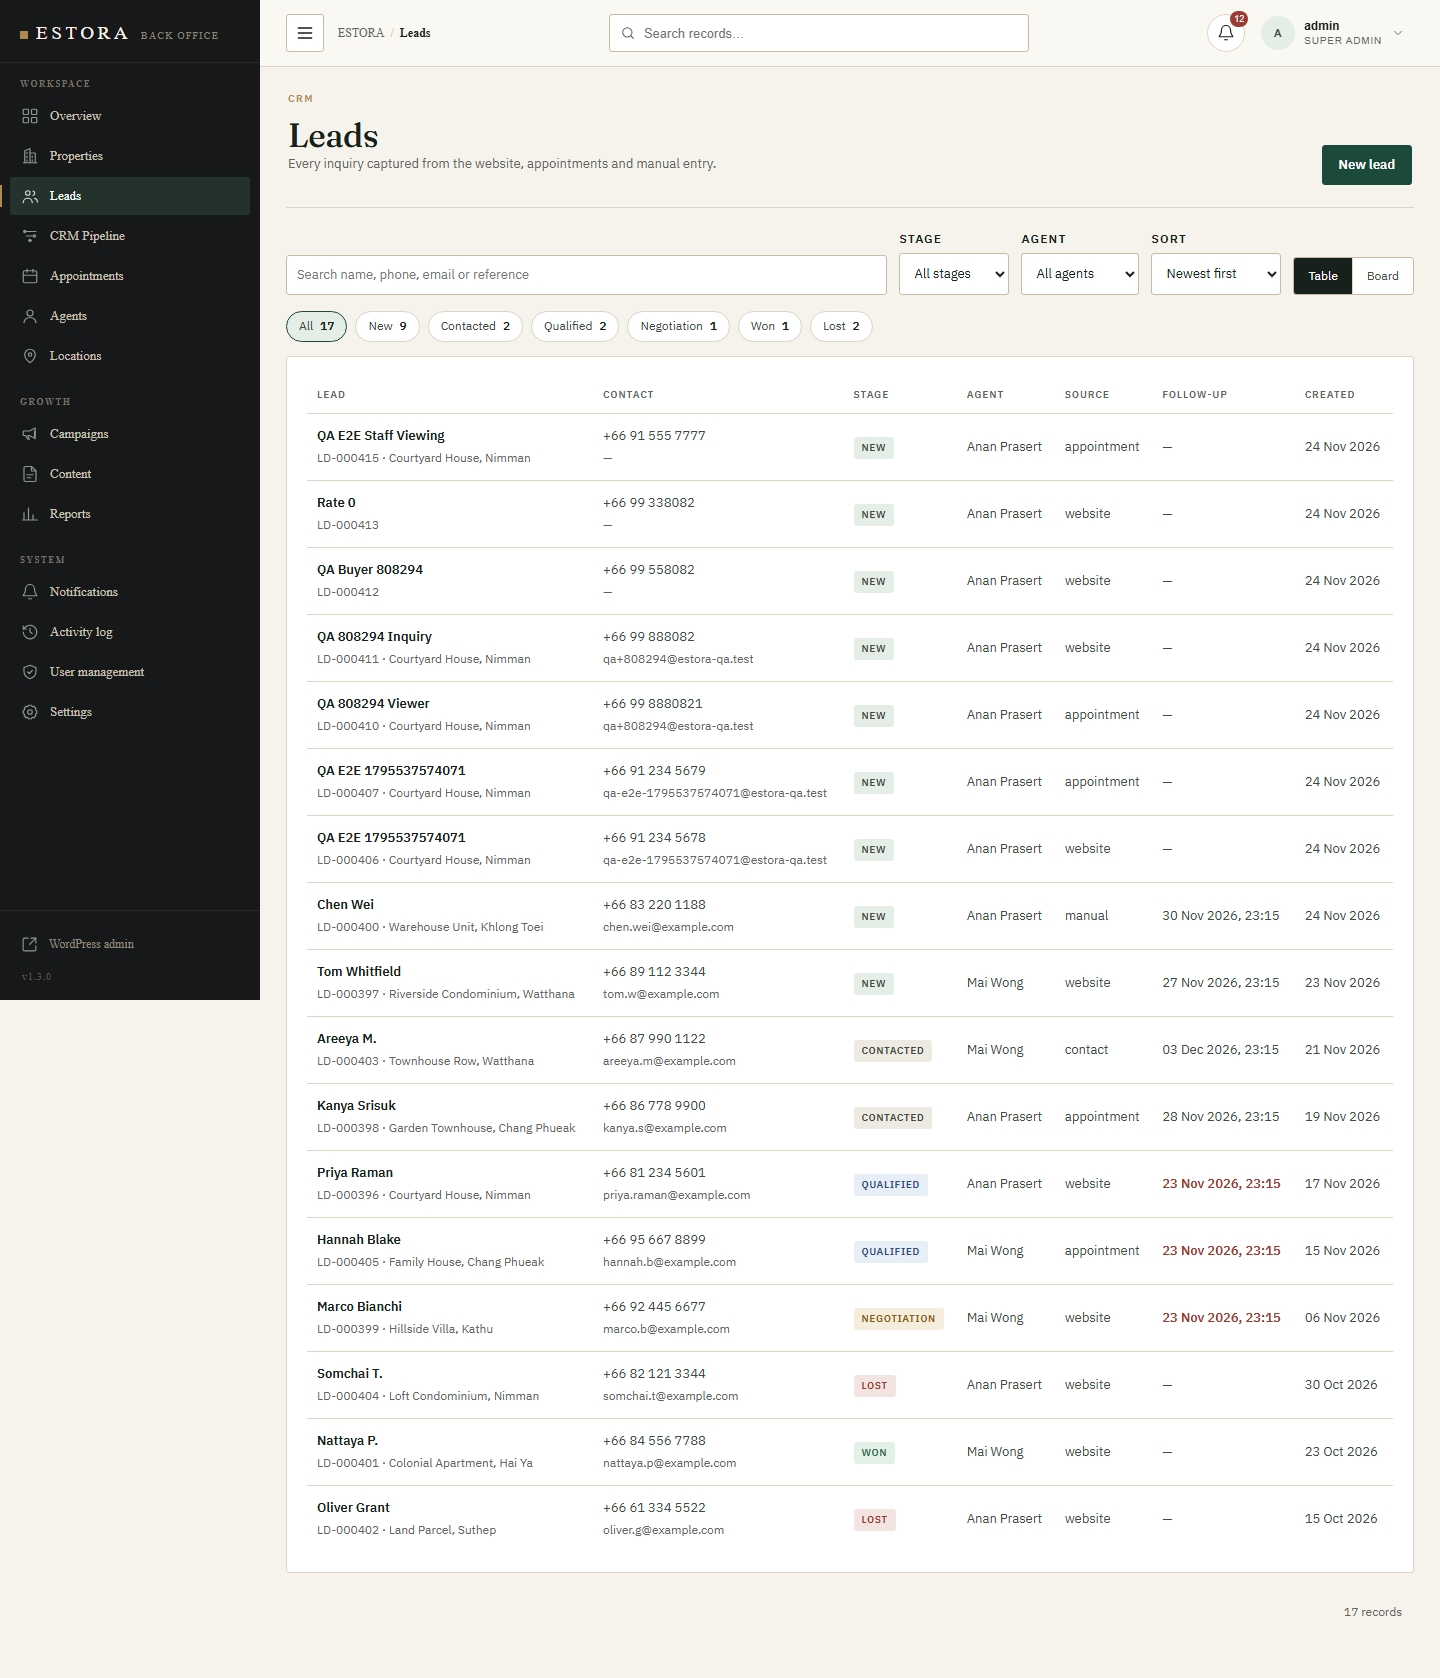 ESTORA BACK OFFICE
WORKSPACE
Overview
Properties
Leads
CRM Pipeline
Appointments
Agents
Locations
GROWTH
Campaigns
Content
Reports
SYSTEM
Notifications
Activity log
User management
Settings
WordPress admin
v1.3.0
ESTORA / Leads
Search records...
12
A
admin
SUPER ADMIN
CRM
Leads
Every inquiry captured from the website, appointments and manual entry.
New lead
Search name, phone, email or reference
STAGE
All stages
AGENT
All agents
SORT
Newest first
Table Board
All 17 New 9 Contacted 2 Qualified 2 Negotiation 1 Won 1 Lost 2
LEAD CONTACT STAGE AGENT SOURCE FOLLOW-UP CREATED
QA E2E Staff Viewing +66 91 555 7777
NEW Anan Prasert appointment — 24 Nov 2026
LD-000415 · Courtyard House, Nimman —
Rate 0 +66 99 338082
NEW Anan Prasert website — 24 Nov 2026
LD-000413 —
QA Buyer 808294 +66 99 558082
NEW Anan Prasert website — 24 Nov 2026
LD-000412 —
QA 808294 Inquiry +66 99 888082
NEW Anan Prasert website — 24 Nov 2026
LD-000411 · Courtyard House, Nimman qa+808294@estora-qa.test
QA 808294 Viewer +66 99 8880821
NEW Anan Prasert appointment — 24 Nov 2026
LD-000410 · Courtyard House, Nimman qa+808294@estora-qa.test
QA E2E 1795537574071 +66 91 234 5679
NEW Anan Prasert appointment — 24 Nov 2026
LD-000407 · Courtyard House, Nimman qa-e2e-1795537574071@estora-qa.test
QA E2E 1795537574071 +66 91 234 5678
NEW Anan Prasert website — 24 Nov 2026
LD-000406 · Courtyard House, Nimman qa-e2e-1795537574071@estora-qa.test
Chen Wei +66 83 220 1188
NEW Anan Prasert manual 30 Nov 2026, 23:15 24 Nov 2026
LD-000400 · Warehouse Unit, Khlong Toei chen.wei@example.com
Tom Whitfield +66 89 112 3344
NEW Mai Wong website 27 Nov 2026, 23:15 23 Nov 2026
LD-000397 · Riverside Condominium, Watthana tom.w@example.com
Areeya M. +66 87 990 1122
CONTACTED Mai Wong contact 03 Dec 2026, 23:15 21 Nov 2026
LD-000403 · Townhouse Row, Watthana areeya.m@example.com
Kanya Srisuk +66 86 778 9900
CONTACTED Anan Prasert appointment 28 Nov 2026, 23:15 19 Nov 2026
LD-000398 · Garden Townhouse, Chang Phueak kanya.s@example.com
Priya Raman +66 81 234 5601
QUALIFIED Anan Prasert website 23 Nov 2026, 23:15 17 Nov 2026
LD-000396 · Courtyard House, Nimman priya.raman@example.com
Hannah Blake +66 95 667 8899
QUALIFIED Mai Wong appointment 23 Nov 2026, 23:15 15 Nov 2026
LD-000405 · Family House, Chang Phueak hannah.b@example.com
Marco Bianchi +66 92 445 6677
NEGOTIATION Mai Wong website 23 Nov 2026, 23:15 06 Nov 2026
LD-000399 · Hillside Villa, Kathu marco.b@example.com
Somchai T. +66 82 121 3344
LOST Anan Prasert website — 30 Oct 2026
LD-000404 · Loft Condominium, Nimman somchai.t@example.com
Nattaya P. +66 84 556 7788
WON Mai Wong website — 23 Oct 2026
LD-000401 · Colonial Apartment, Hai Ya nattaya.p@example.com
Oliver Grant +66 61 334 5522
LOST Anan Prasert website — 15 Oct 2026
LD-000402 · Land Parcel, Suthep oliver.g@example.com
17 records